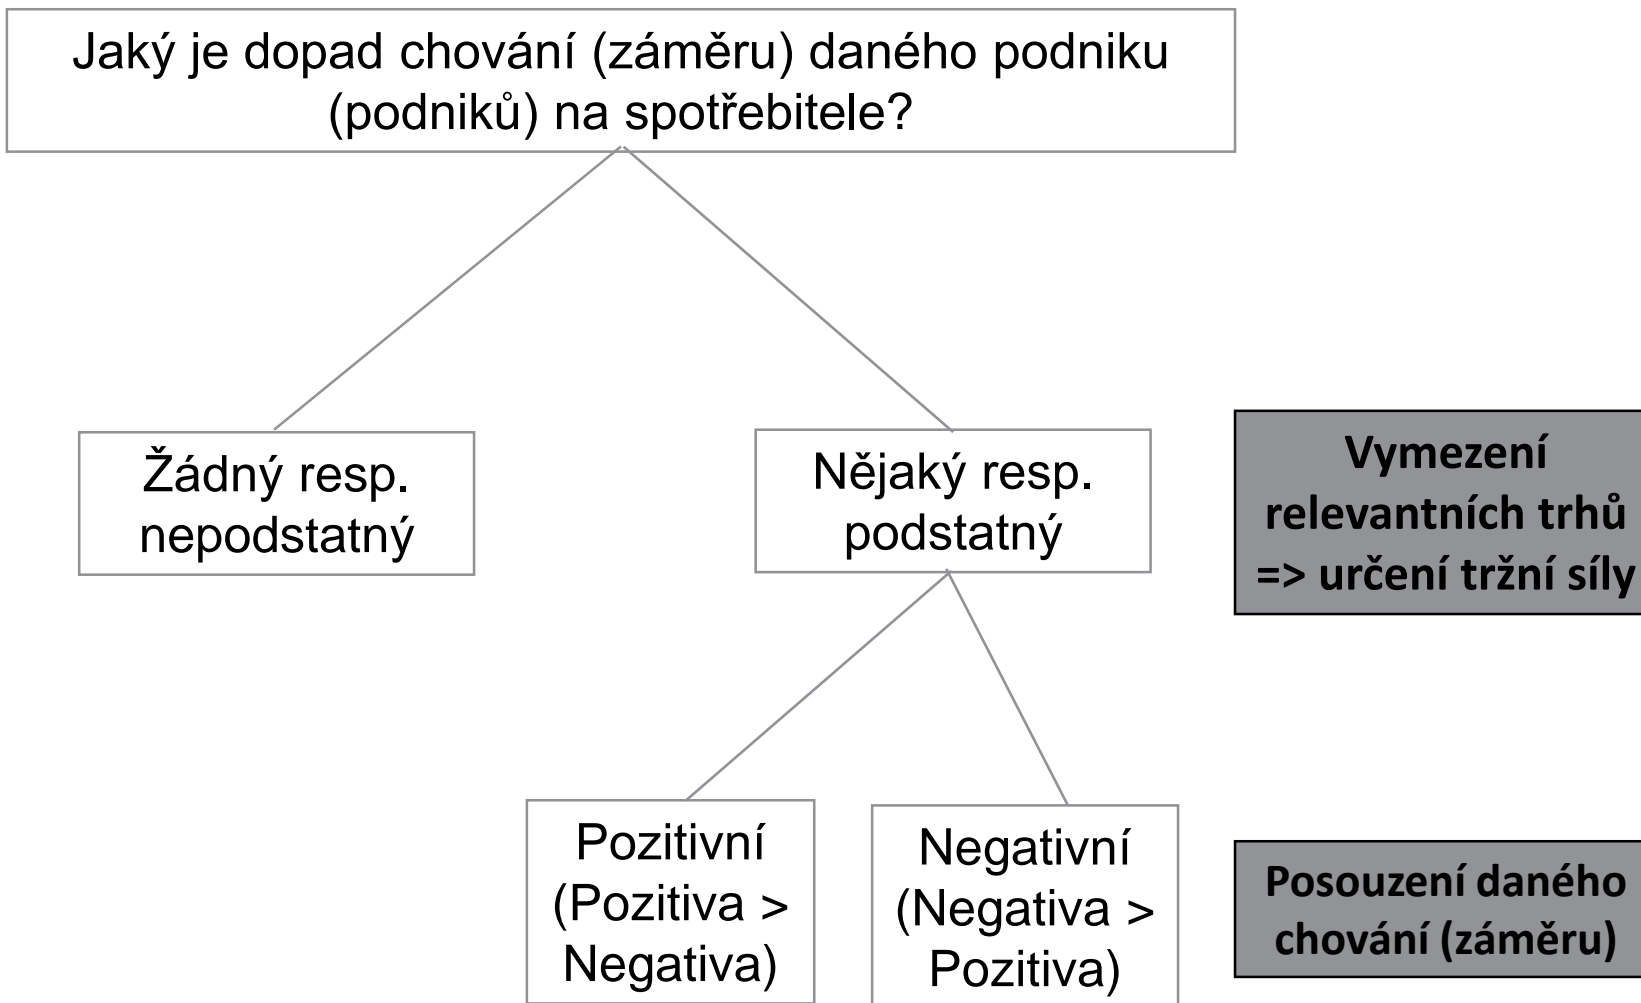 Jaký je dopad chování (záměru) daného podniku
(podniků) na spotřebitele?
Žádný resp.
nepodstatný
Nějaký resp.
podstatný
Vymezení
relevantních trhů
=> určení tržní síly
Pozitivní
(Pozitiva >
Negativa)
Negativní
(Negativa >
Pozitiva)
Posouzení daného
chování (záměru)